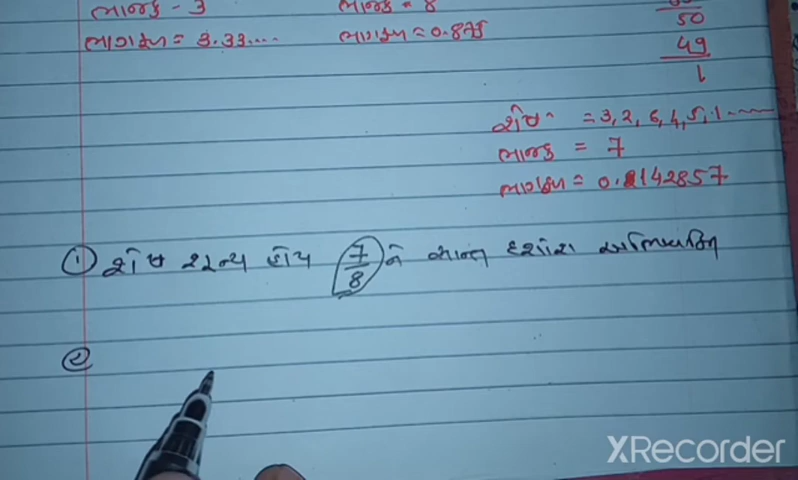 ભાજક - 3
ભાજક = 8
ભાગફળ = 3.33....
ભાગફળ = 0.875
50
49
1
શેષ = 3, 2, 6, 4, 5, 1 ......
ભાજક = 7
ભાગફળ = 0.142857
① શેષ શૂન્ય હોય 7/8 ને સાન્ત દશાંશ અભિવ્યક્તિ
②
XRecorder